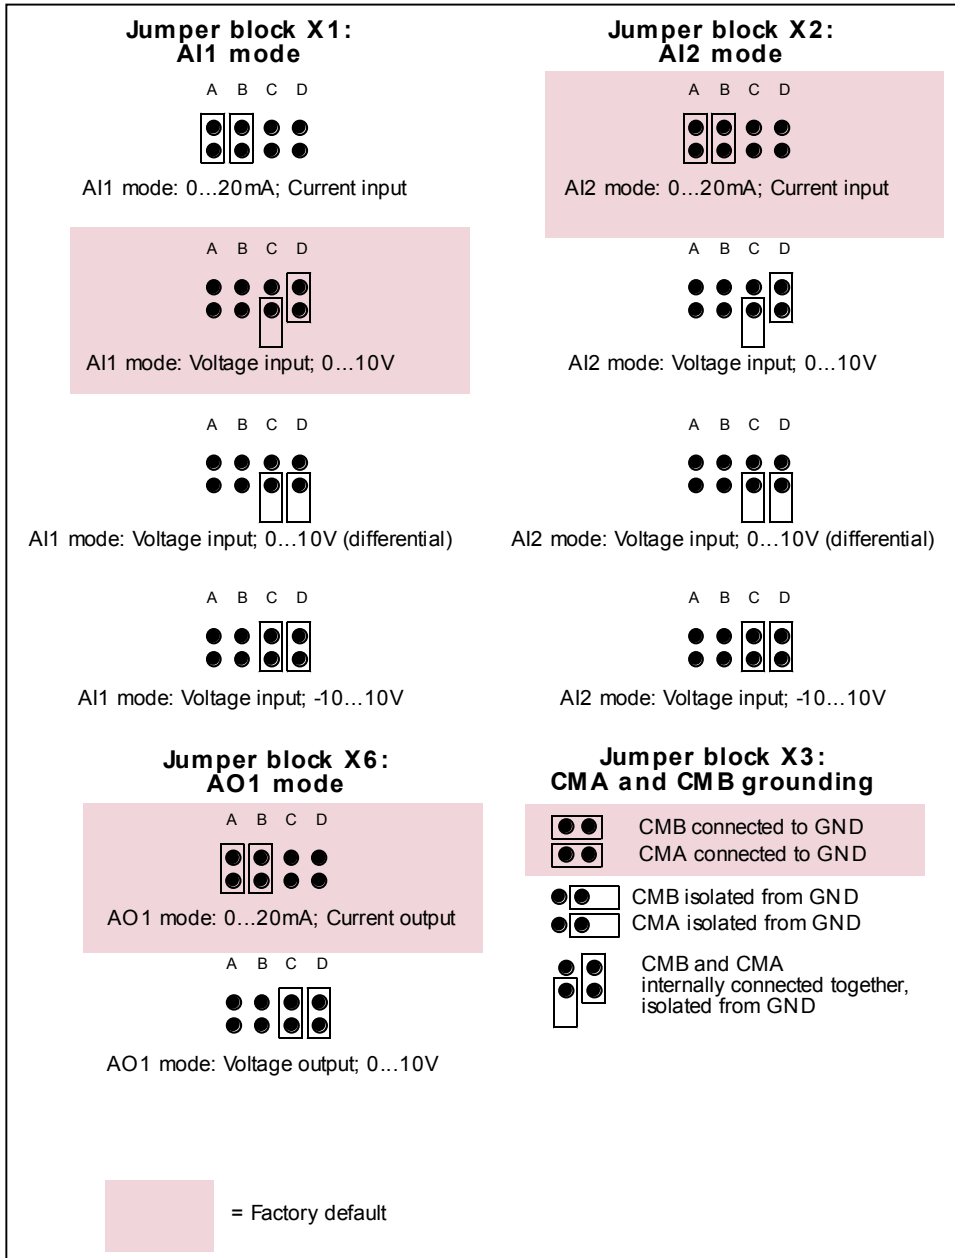 Jumper block X1:
AI1 mode
A B C D
AI1 mode: 0...20mA; Current input
A B C D
AI1 mode: Voltage input; 0...10V
A B C D
AI1 mode: Voltage input; 0...10V (differential)
A B C D
AI1 mode: Voltage input; -10...10V
Jumper block X2:
AI2 mode
A B C D
AI2 mode: 0...20mA; Current input
A B C D
AI2 mode: Voltage input; 0...10V
A B C D
AI2 mode: Voltage input; 0...10V (differential)
A B C D
AI2 mode: Voltage input; -10...10V
Jumper block X6:
AO1 mode
A B C D
AO1 mode: 0...20mA; Current output
A B C D
AO1 mode: Voltage output; 0...10V
Jumper block X3:
CMA and CMB grounding
CMB connected to GND
CMA connected to GND
CMB isolated from GND
CMA isolated from GND
CMB and CMA
internally connected together,
isolated from GND
= Factory default